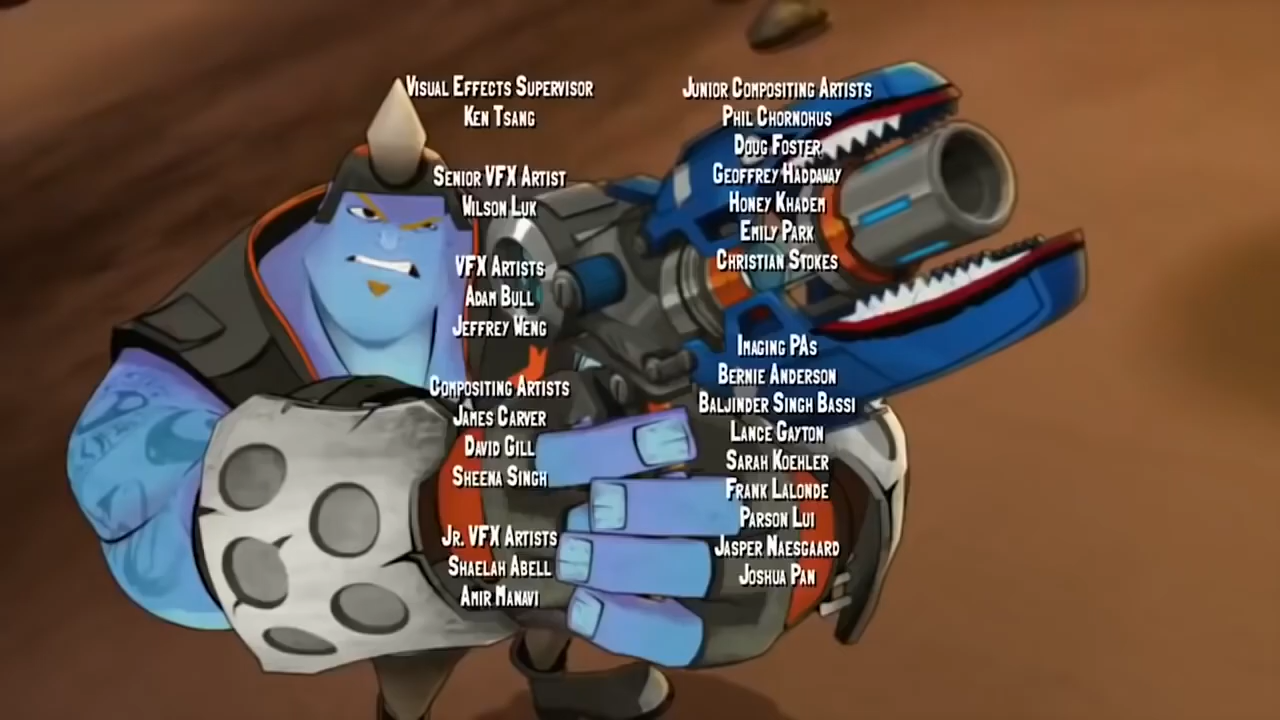 Visual Effects Supervisor
Ken Tsang
Senior VFX Artist
Wilson Luk
VFX Artists
Adam Bull
Jeffrey Weng
Compositing Artists
James Carver
David Gill
Sheena Singh
Jr. VFX Artists
Shaelah Abell
Amir Manavi
Junior Compositing Artists
Phil Chornohus
Doug Foster
Geoffrey Haddaway
Honey Khadem
Emily Park
Christian Stokes
Imaging PAs
Bernie Anderson
Baljinder Singh Bassi
Lance Gayton
Sarah Koehler
Frank Lalonde
Parson Lui
Jasper Naesgaard
Joshua Pan